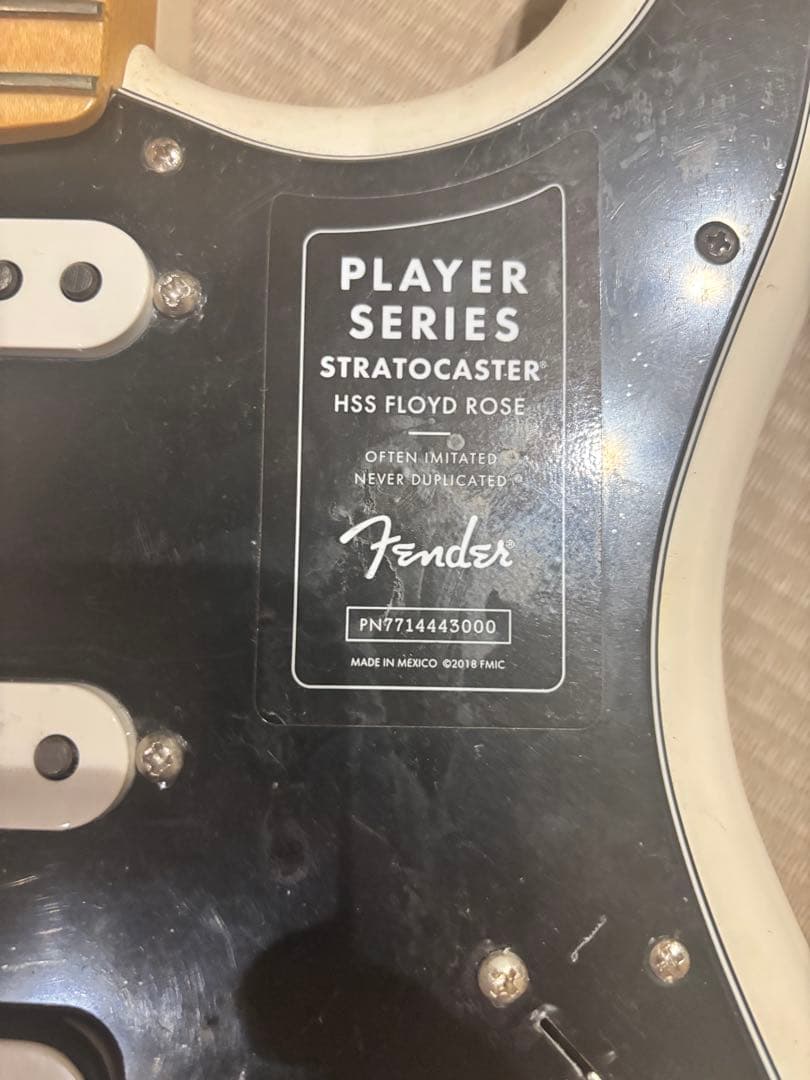 PLAYER
SERIES
STRATOCASTER®
HSS FLOYD ROSE
OFTEN IMITATED
NEVER DUPLICATED®
Fender®
PN7714443000
MADE IN MEXICO ©2018 FMIC